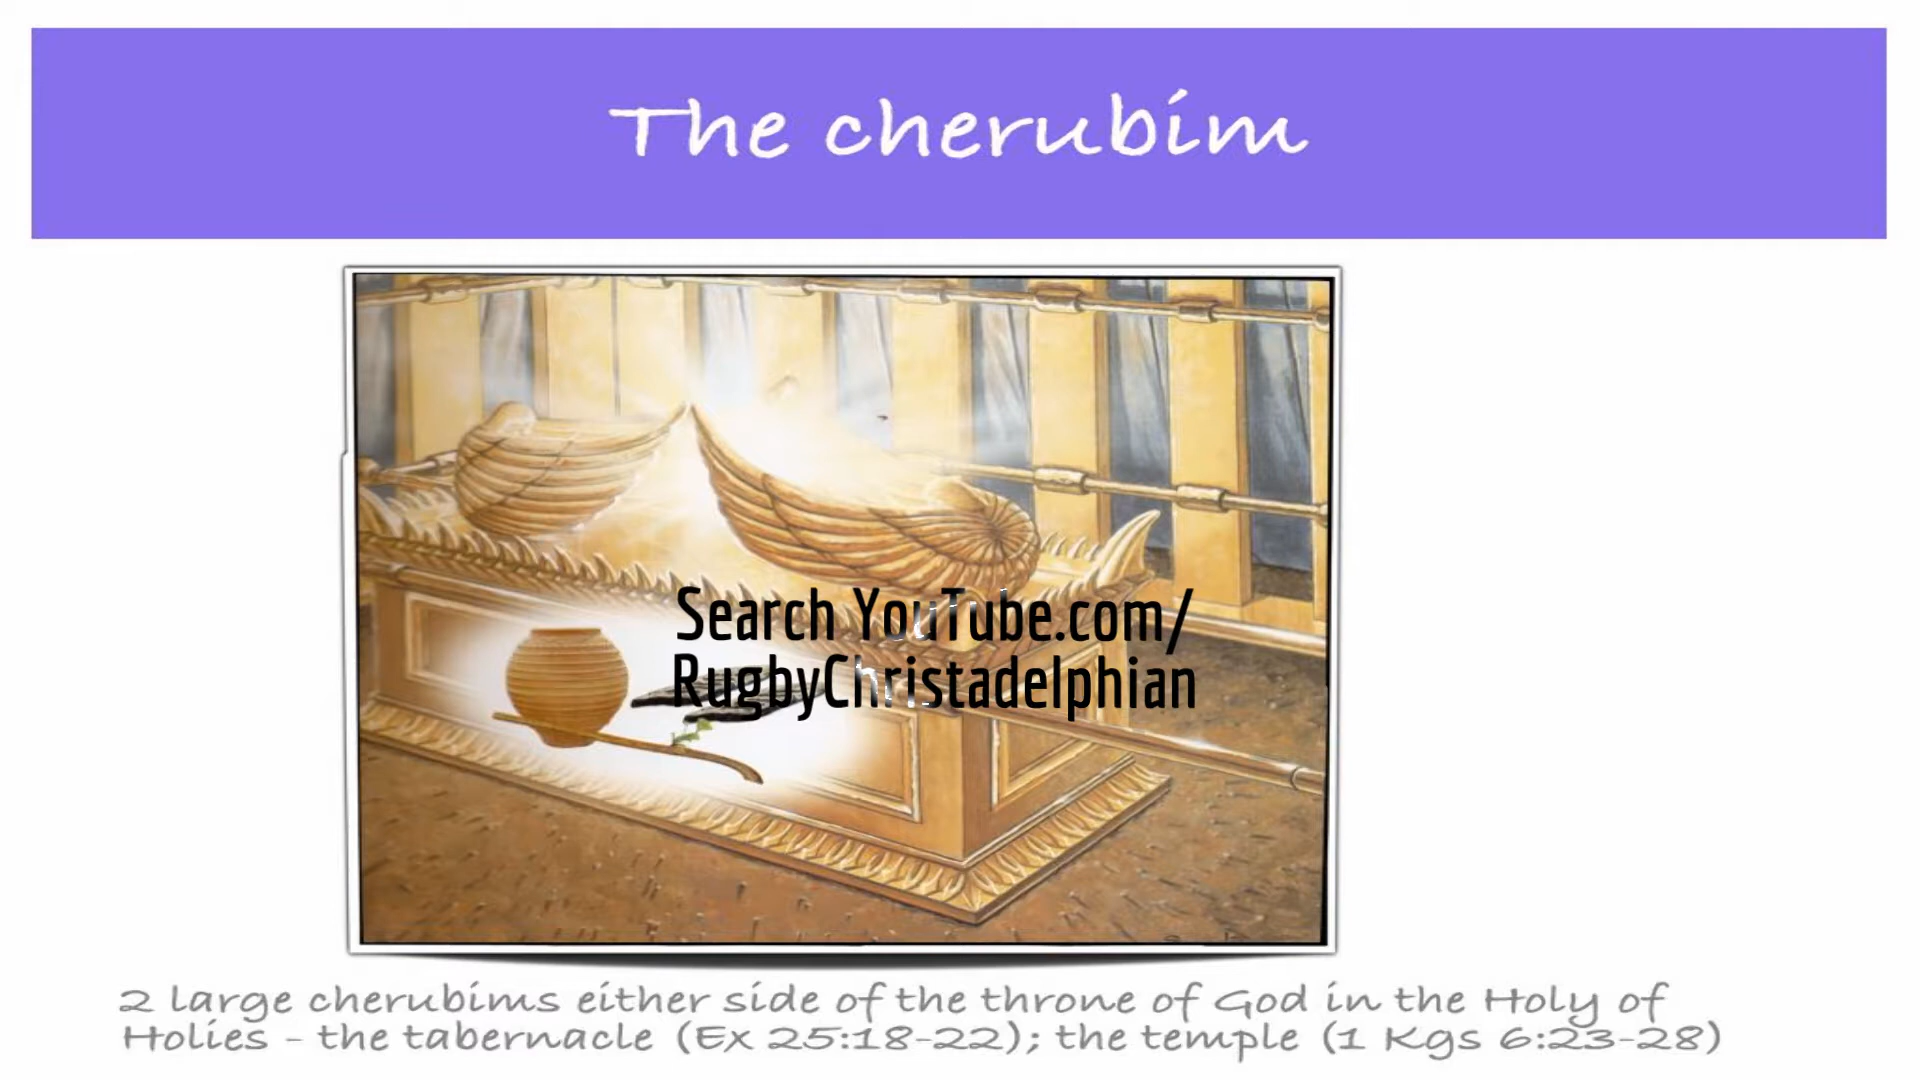 The cherubim
Search YouTube.com/
RugbyChristadelphian
2 large cherubims either side of the throne of God in the Holy of
Holies - the tabernacle (Ex 25:18-22); the temple (1 Kgs 6:23-28)